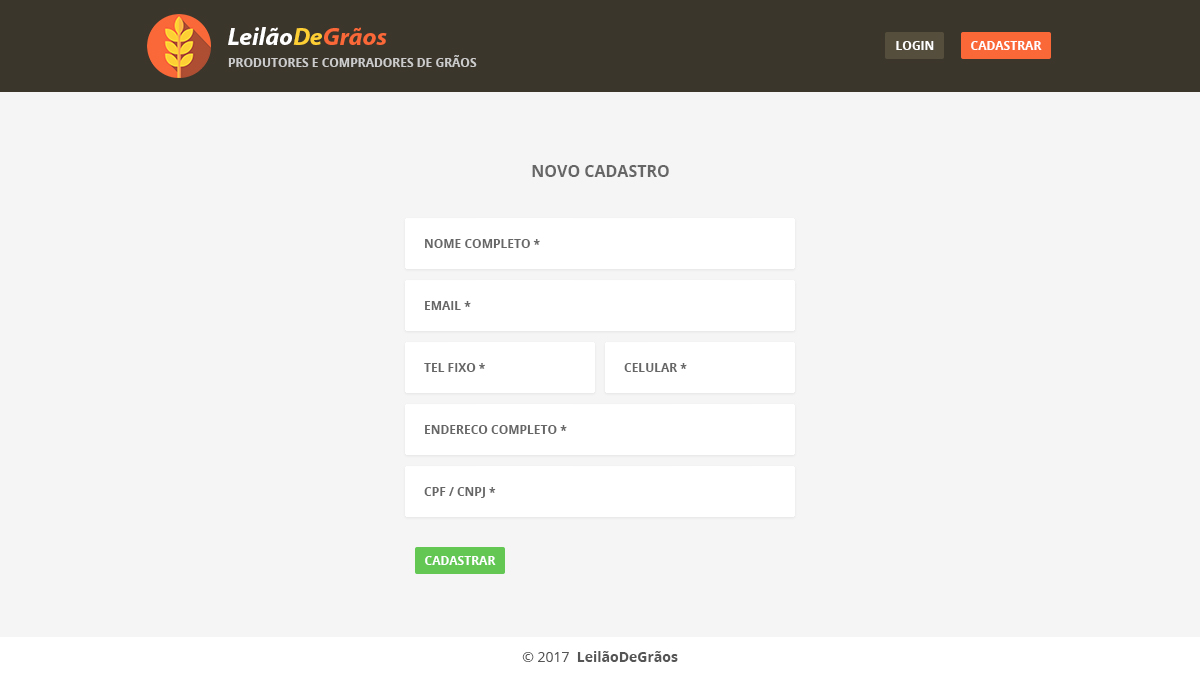 LeilãoDeGrãos
PRODUTORES E COMPRADORES DE GRÃOS
LOGIN
CADASTRAR
NOVO CADASTRO
NOME COMPLETO *
EMAIL *
TEL FIXO *
CELULAR *
ENDERECO COMPLETO *
CPF / CNPJ *
CADASTRAR
© 2017 LeilãoDeGrãos